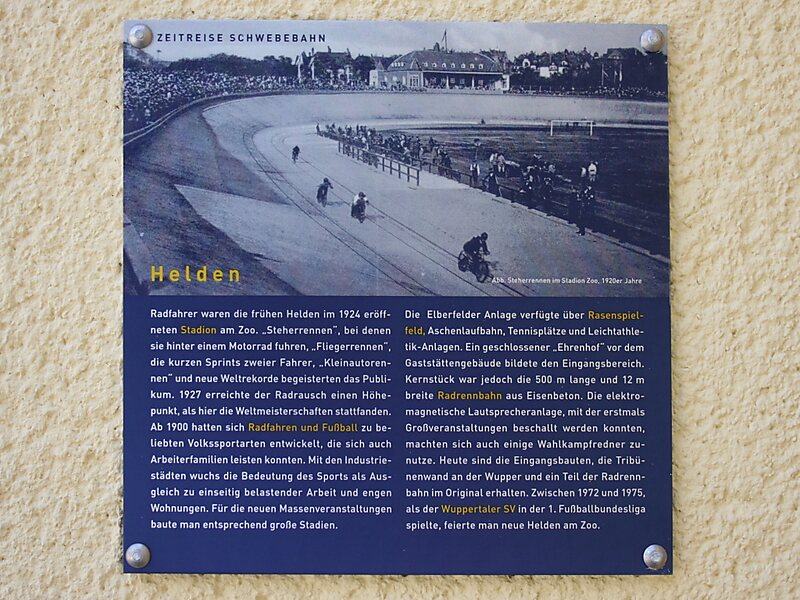 ZEITREISE SCHWEBEBAHN
Abb. Steherrennen im Stadion Zoo, 1920er Jahre
Helden
Radfahrer waren die frühen Helden im 1924 eröff-
neten Stadion am Zoo. „Steherrennen“, bei denen
sie hinter einem Motorrad fuhren, „Fliegerrennen“,
die kurzen Sprints zweier Fahrer, „Kleinautoren-
nen“ und neue Weltrekorde begeisterten das Publi-
kum. 1927 erreichte der Radrausch einen Höhe-
punkt, als hier die Weltmeisterschaften stattfanden.
Ab 1900 hatten sich Radfahren und Fußball zu be-
liebten Volkssportarten entwickelt, die sich auch
Arbeiterfamilien leisten konnten. Mit den Industrie-
städten wuchs die Bedeutung des Sports als Aus-
gleich zu einseitig belastender Arbeit und engen
Wohnungen. Für die neuen Massenveranstaltungen
baute man entsprechend große Stadien.
Die Elberfelder Anlage verfügte über Rasenspiel-
feld, Aschenlaufbahn, Tennisplätze und Leichtathle-
tik-Anlagen. Ein geschlossener „Ehrenhof“ vor dem
Gaststättengebäude bildete den Eingangsbereich.
Kernstück war jedoch die 500 m lange und 12 m
breite Radrennbahn aus Eisenbeton. Die elektro-
magnetische Lautsprecheranlage, mit der erstmals
Großveranstaltungen beschallt werden konnten,
machten sich auch einige Wahlkampfredner zu-
nutze. Heute sind die Eingangsbauten, die Tribü-
nenwand an der Wupper und ein Teil der Radrenn-
bahn im Original erhalten. Zwischen 1972 und 1975,
als der Wuppertaler SV in der 1. Fußballbundesliga
spielte, feierte man neue Helden am Zoo.